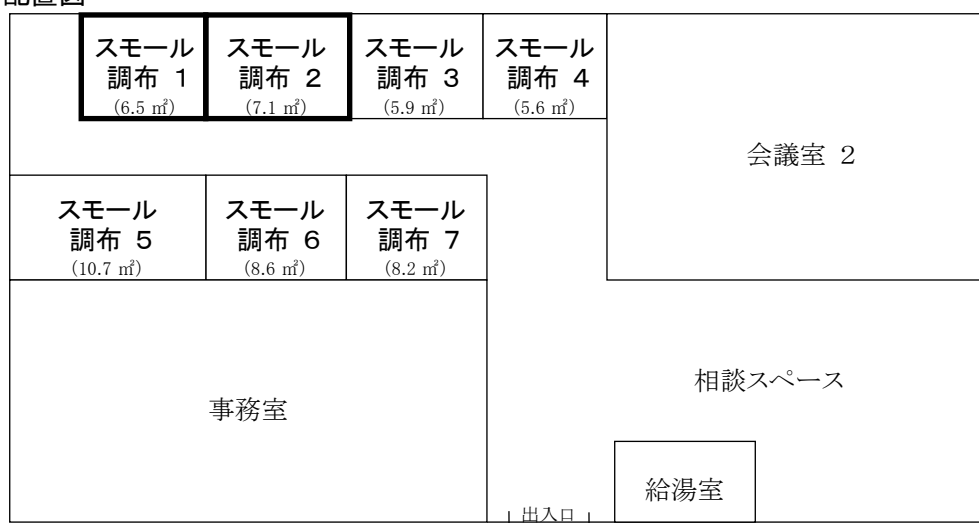 配置図
スモール
調布 1
(6.5 ㎡)
スモール
調布 2
(7.1 ㎡)
スモール
調布 3
(5.9 ㎡)
スモール
調布 4
(5.6 ㎡)
会議室 2
スモール
調布 5
(10.7 ㎡)
スモール
調布 6
(8.6 ㎡)
スモール
調布 7
(8.2 ㎡)
相談スペース
事務室
給湯室
出入口